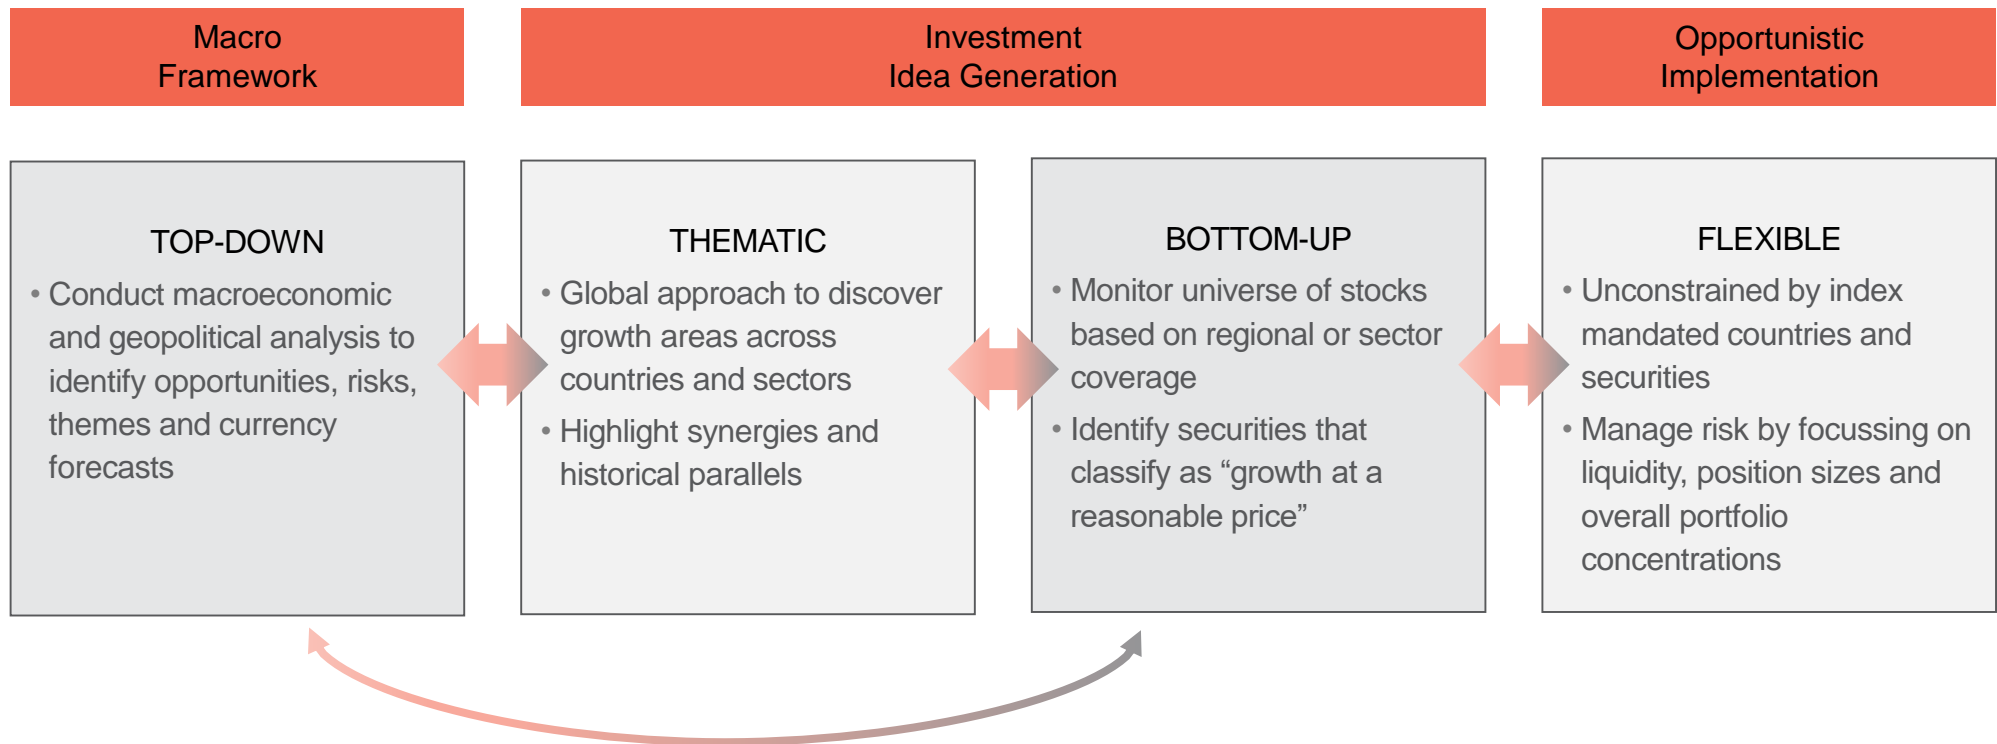 Macro
Framework
Investment
Idea Generation
Opportunistic
Implementation
TOP-DOWN
• Conduct macroeconomic
and geopolitical analysis to
identify opportunities, risks,
themes and currency
forecasts
THEMATIC
• Global approach to discover
growth areas across
countries and sectors
• Highlight synergies and
historical parallels
BOTTOM-UP
• Monitor universe of stocks
based on regional or sector
coverage
• Identify securities that
classify as “growth at a
reasonable price”
FLEXIBLE
• Unconstrained by index
mandated countries and
securities
• Manage risk by focussing on
liquidity, position sizes and
overall portfolio
concentrations